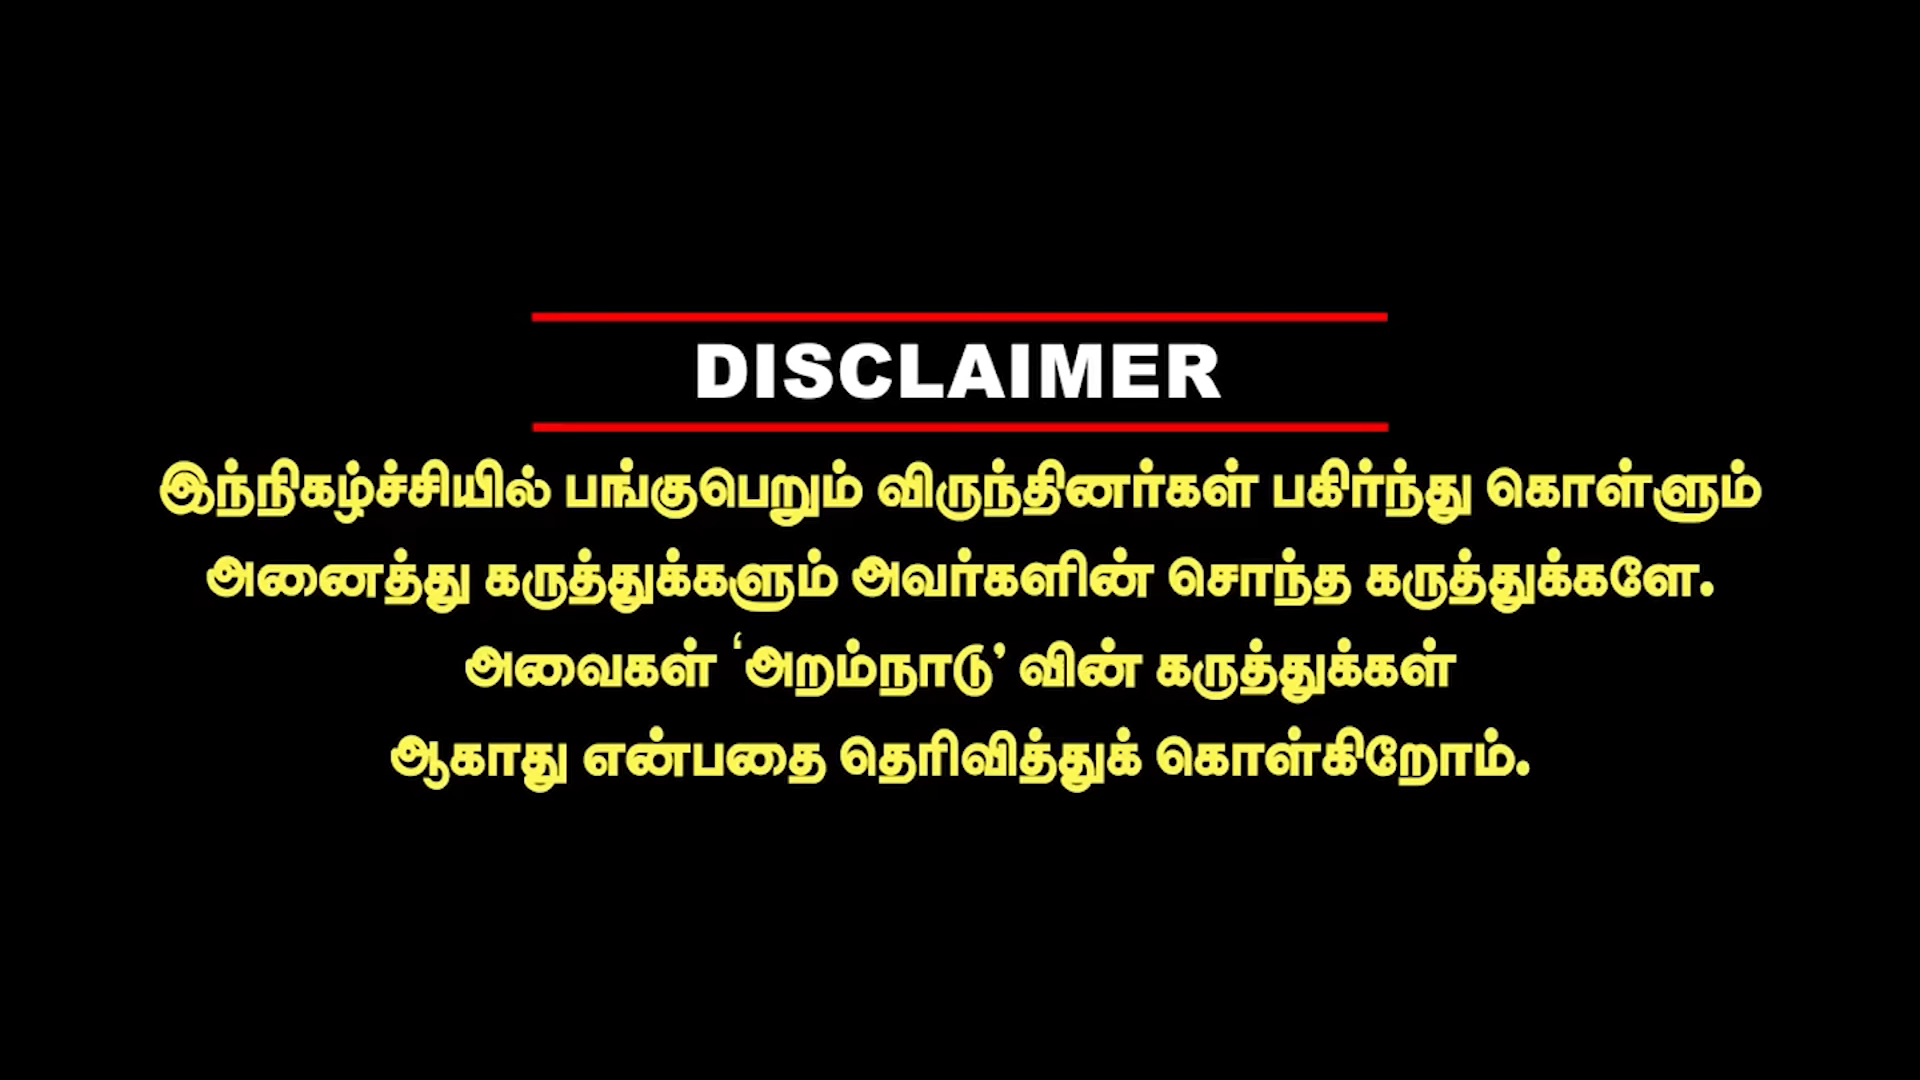 DISCLAIMER
இந்நிகழ்ச்சியில் பங்குபெறும் விருந்தினர்கள் பகிர்ந்து கொள்ளும்
அனைத்து கருத்துக்களும் அவர்களின் சொந்த கருத்துக்களே.
அவைகள் ‘அறம்நாடு’ வின் கருத்துக்கள்
ஆகாது என்பதை தெரிவித்துக் கொள்கிறோம்.